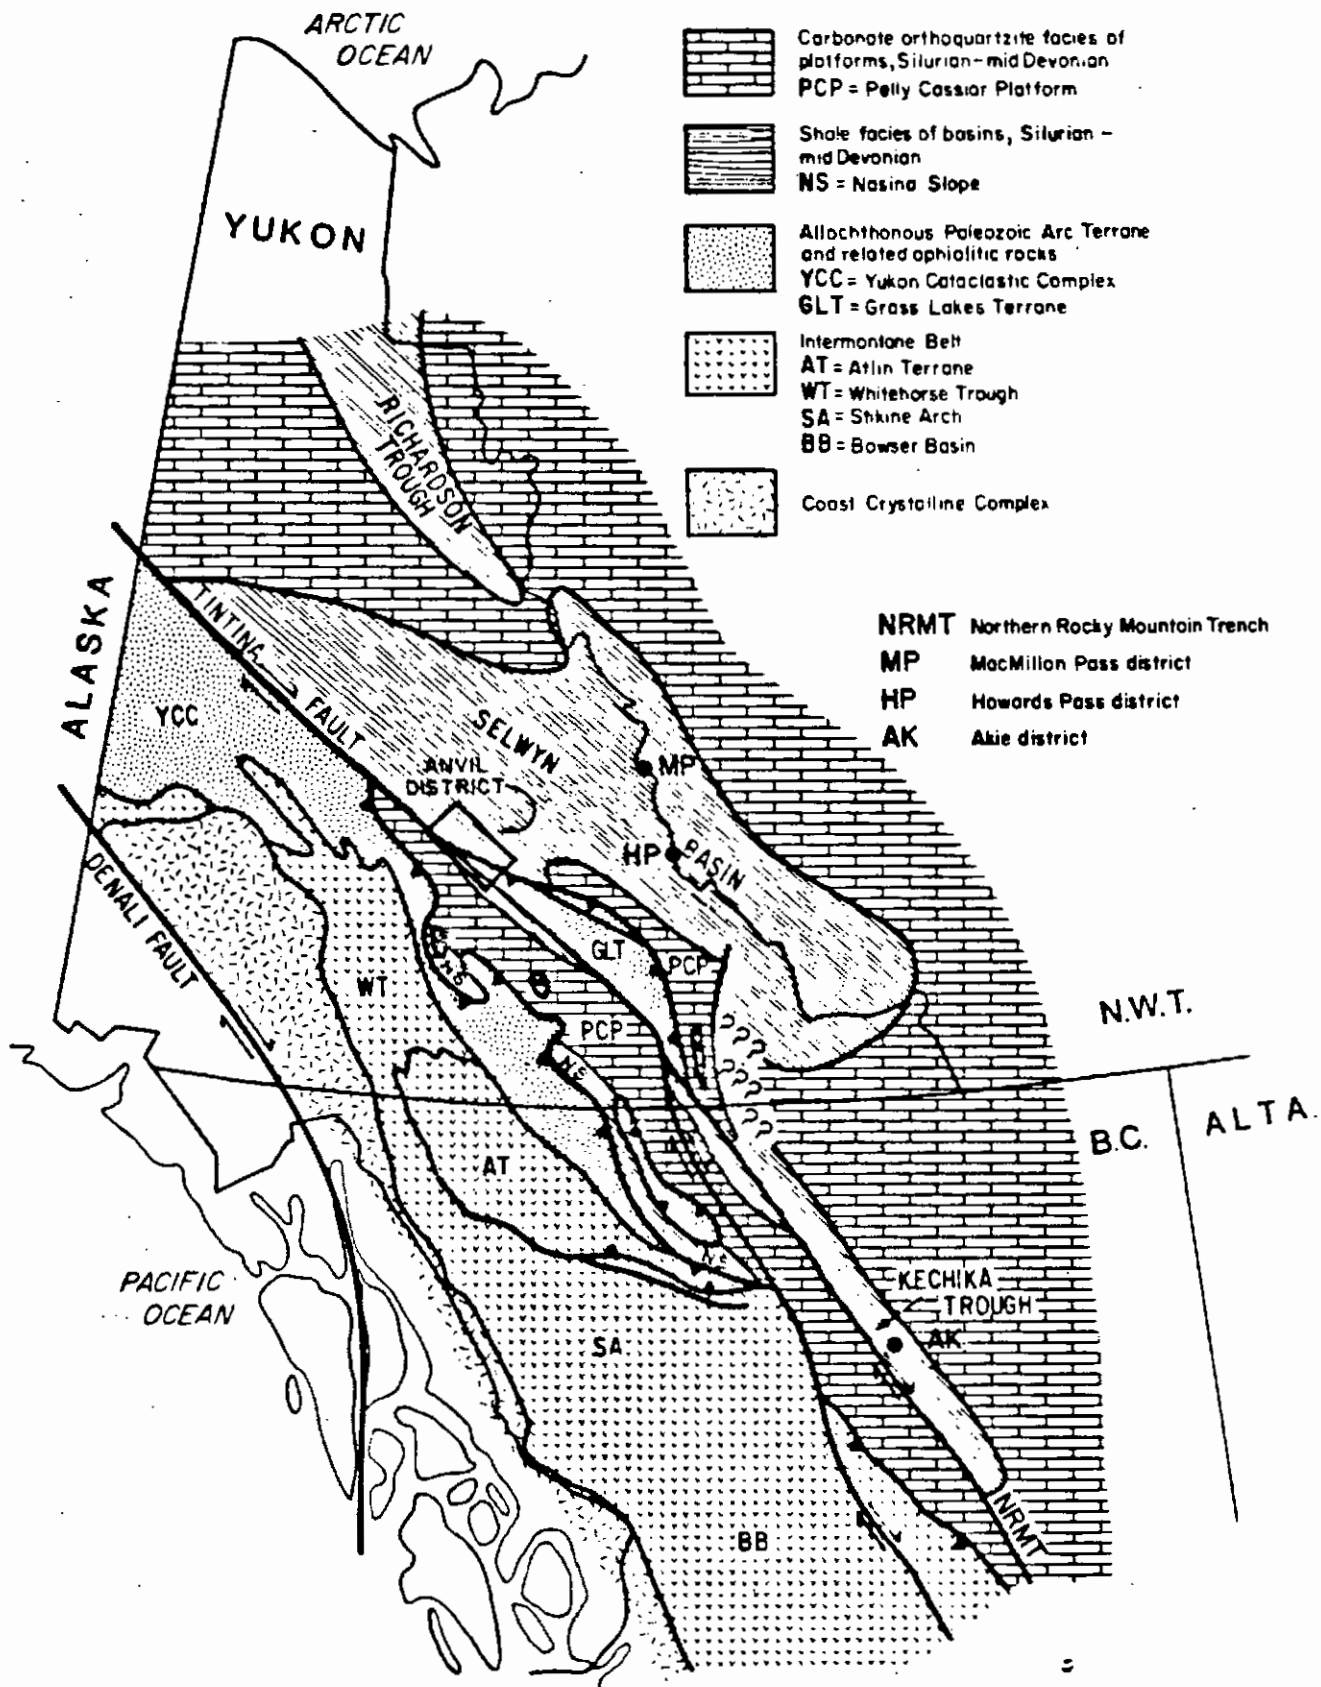 ARCTIC
OCEAN
Carbonate orthoquartzite facies of
platforms, Silurian-mid Devonian
PCP = Pelly Cassiar Platform
Shale facies of basins, Silurian -
mid Devonian
NS = Nasina Slope
YUKON
Allochthonous Paleozoic Arc Terrane
and related ophiolitic rocks
YCC = Yukon Cataclastic Complex
GLT = Grass Lakes Terrane
Intermontane Belt
AT = Atlin Terrane
WT = Whitehorse Trough
SA = Stikine Arch
BB = Bowser Basin
Coast Crystalline Complex
RICHARDSON
TROUGH
ALASKA
TINTINA
FAULT
NRMT Northern Rocky Mountain Trench
MP MacMillan Pass district
HP Howards Pass district
AK Akie district
YCC
SELWYN
BASIN
ANVIL
DISTRICT
MP
HP
DENALI FAULT
GLT
PCP
WT
NS
PCP
NS
???
???
??
N.W.T.
B.C.
ALTA.
AT
NS
PACIFIC
OCEAN
KECHIKA
TROUGH
AK
SA
BB
NRMT